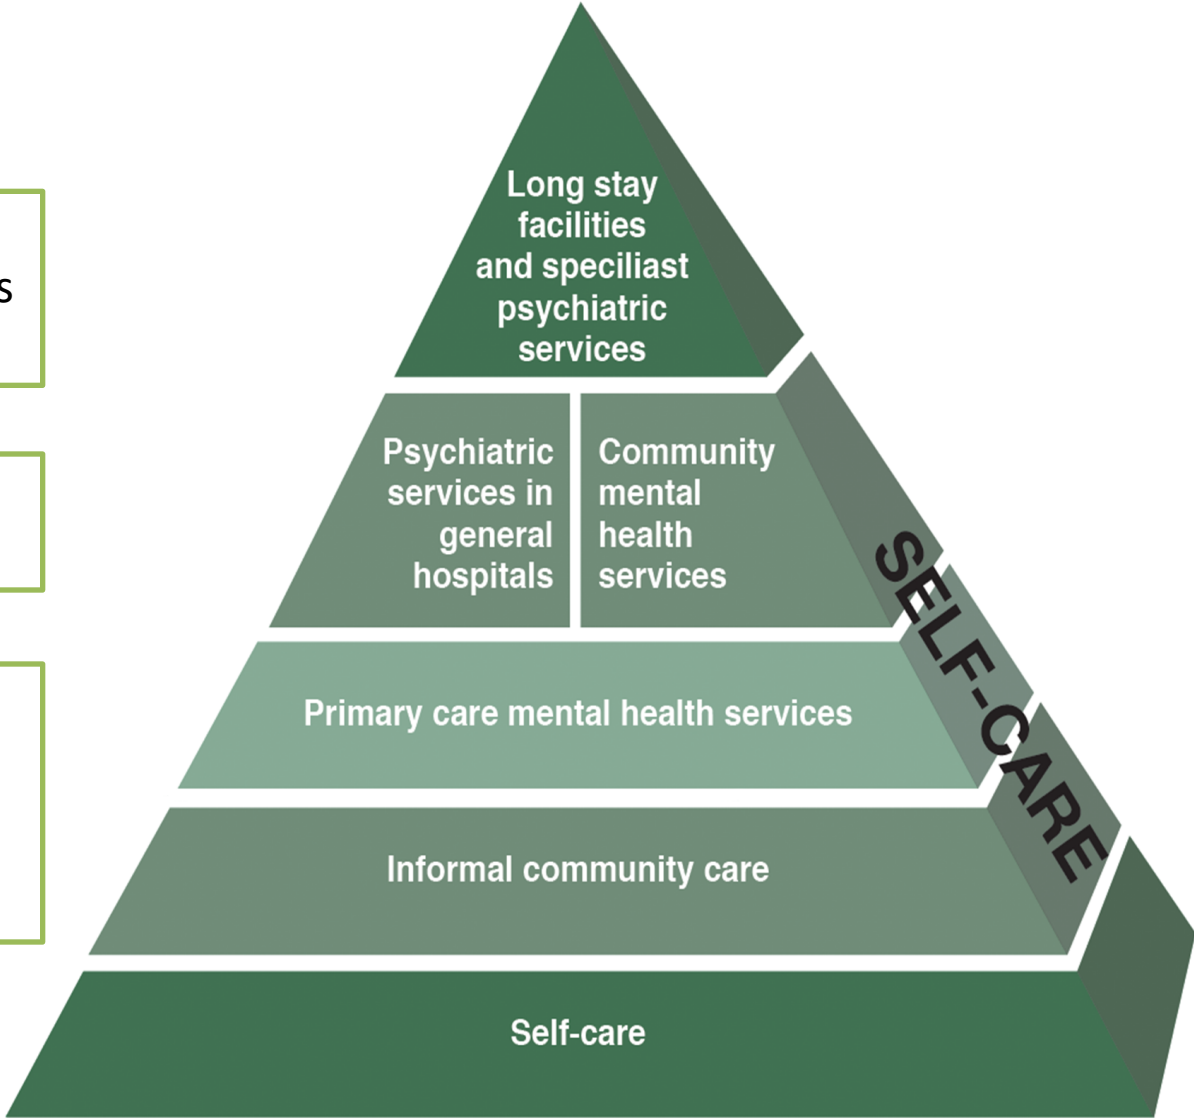 Long stay
facilities
and speciliast
psychiatric
services
s
Psychiatric
services in
general
hospitals
Community
mental
health
services
SELF-CARE
Primary care mental health services
Informal community care
Self-care